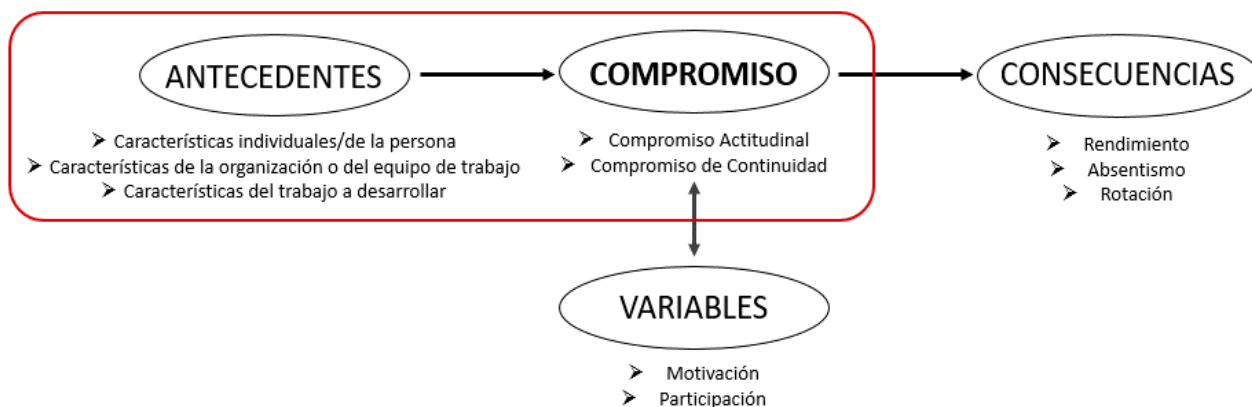 ANTECEDENTES
➤ Características individuales/de la persona
➤ Características de la organización o del equipo de trabajo
➤ Características del trabajo a desarrollar
COMPROMISO
➤ Compromiso Actitudinal
➤ Compromiso de Continuidad
CONSECUENCIAS
➤ Rendimiento
➤ Absentismo
➤ Rotación
VARIABLES
➤ Motivación
➤ Participación